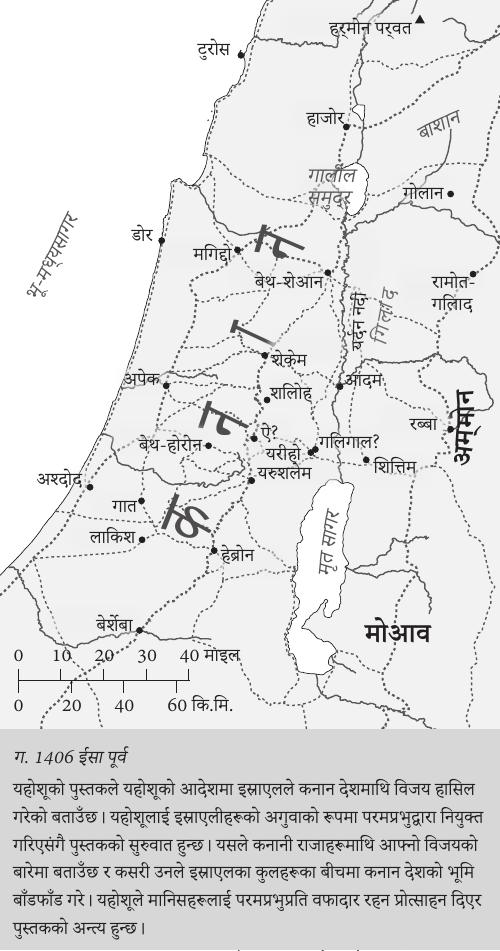 हर्मोन पर्वत
टुरोस
हाजोर
बाशान
गालील
समुद्र
गोलान
भू-मध्यसागर
डोर
मगिद्दो
बेथ-शेआन
रामोत-
गलिाद
यर्दन नदी
गिलाद
शेकेम
अपेक
शलिोह
आदम
कनान
ऐ?
रब्बा
अम्मोन
बेथ-होरीन
यरीहो
गलिगाल?
शित्तिम
यरुशलेम
अश्दोद
गात
लाकिश
हेब्रोन
मृत सागर
बेर्शेबा
मोआव
0 10 20 30 40 माइल
0 20 40 60 कि.मि.
ग. 1406 ईसा पूर्व
यहोशूको पुस्तकले यहोशूको आदेशमा इस्राएलले कनान देशमाथि विजय हासिल
गरेको बताउँछ। यहोशूलाई इस्राएलीहरूको अगुवाको रूपमा परमप्रभुद्वारा नियुक्त
गरिएसंगै पुस्तकको सुरुवात हुन्छ। यसले कनानी राजाहरूमाथि आफ्नो विजयको
बारेमा बताउँछ र कसरी उनले इस्राएलका कुलहरूका बीचमा कनान देशको भूमि
बाँडफाँड गरे। यहोशूले मानिसहरूलाई परमप्रभुप्रति वफादार रहन प्रोत्साहन दिएर
पुस्तकको अन्त्य हुन्छ।